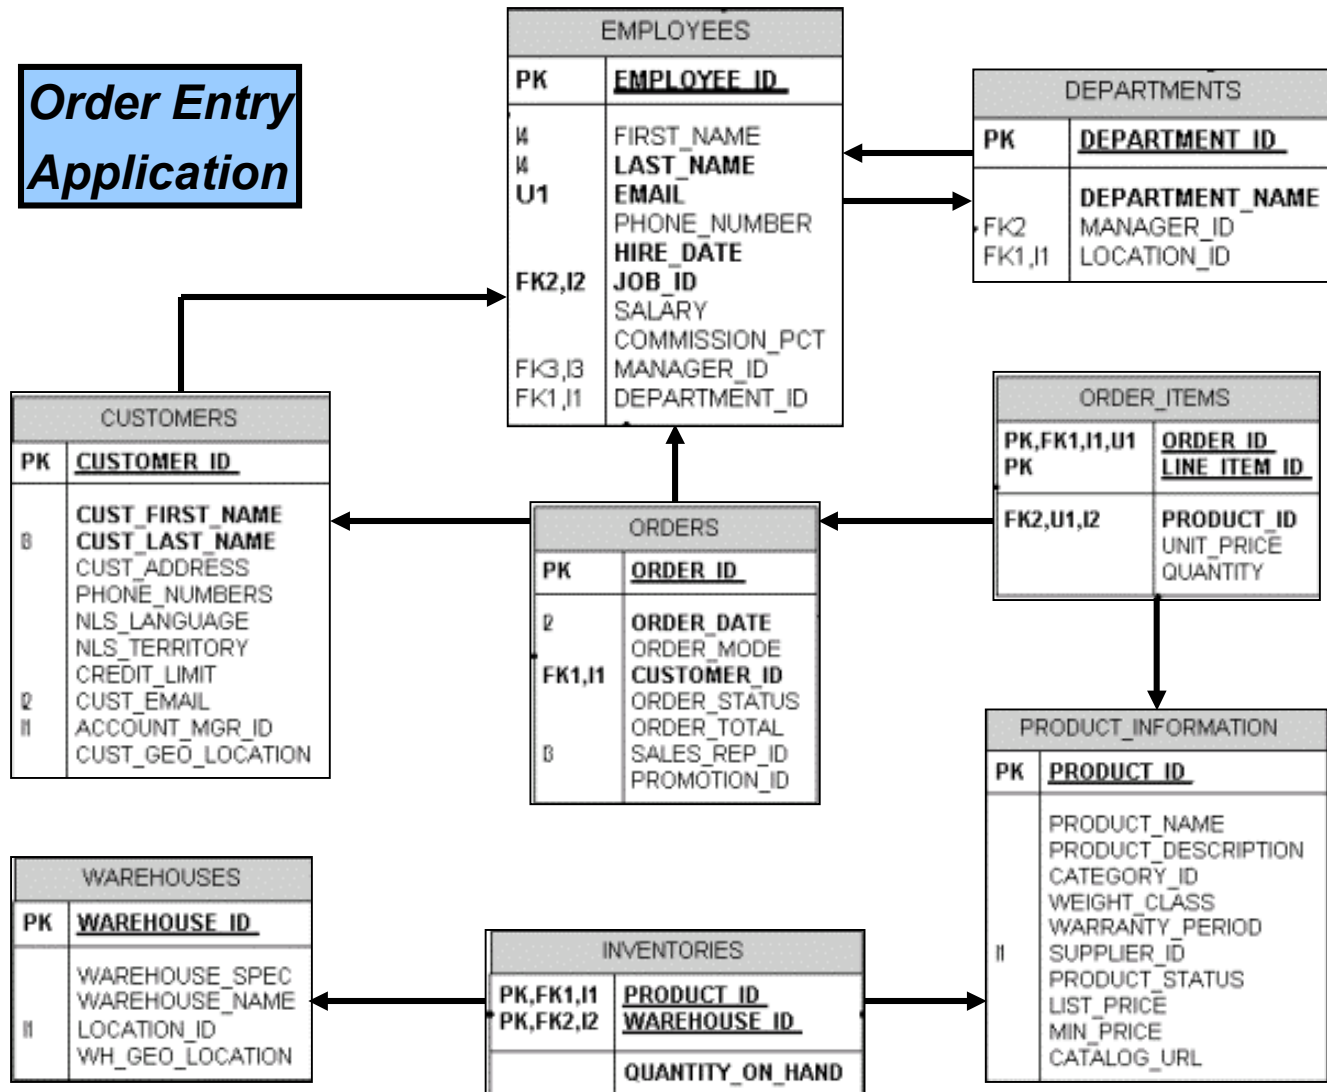 Order Entry
Application
EMPLOYEES
PK EMPLOYEE_ID
I4 FIRST_NAME
I4 LAST_NAME
U1 EMAIL
PHONE_NUMBER
HIRE_DATE
FK2,I2 JOB_ID
SALARY
COMMISSION_PCT
FK3,I3 MANAGER_ID
FK1,I1 DEPARTMENT_ID
DEPARTMENTS
PK DEPARTMENT_ID
DEPARTMENT_NAME
FK2 MANAGER_ID
FK1,I1 LOCATION_ID
CUSTOMERS
PK CUSTOMER_ID
CUST_FIRST_NAME
I3 CUST_LAST_NAME
CUST_ADDRESS
PHONE_NUMBERS
NLS_LANGUAGE
NLS_TERRITORY
CREDIT_LIMIT
I2 CUST_EMAIL
I1 ACCOUNT_MGR_ID
CUST_GEO_LOCATION
ORDERS
PK ORDER_ID
I2 ORDER_DATE
ORDER_MODE
FK1,I1 CUSTOMER_ID
ORDER_STATUS
ORDER_TOTAL
I3 SALES_REP_ID
PROMOTION_ID
ORDER_ITEMS
PK,FK1,I1,U1 ORDER_ID
PK LINE_ITEM_ID
FK2,U1,I2 PRODUCT_ID
UNIT_PRICE
QUANTITY
PRODUCT_INFORMATION
PK PRODUCT_ID
PRODUCT_NAME
PRODUCT_DESCRIPTION
CATEGORY_ID
WEIGHT_CLASS
WARRANTY_PERIOD
I1 SUPPLIER_ID
PRODUCT_STATUS
LIST_PRICE
MIN_PRICE
CATALOG_URL
WAREHOUSES
PK WAREHOUSE_ID
WAREHOUSE_SPEC
WAREHOUSE_NAME
I1 LOCATION_ID
WH_GEO_LOCATION
INVENTORIES
PK,FK1,I1 PRODUCT_ID
PK,FK2,I2 WAREHOUSE_ID
QUANTITY_ON_HAND